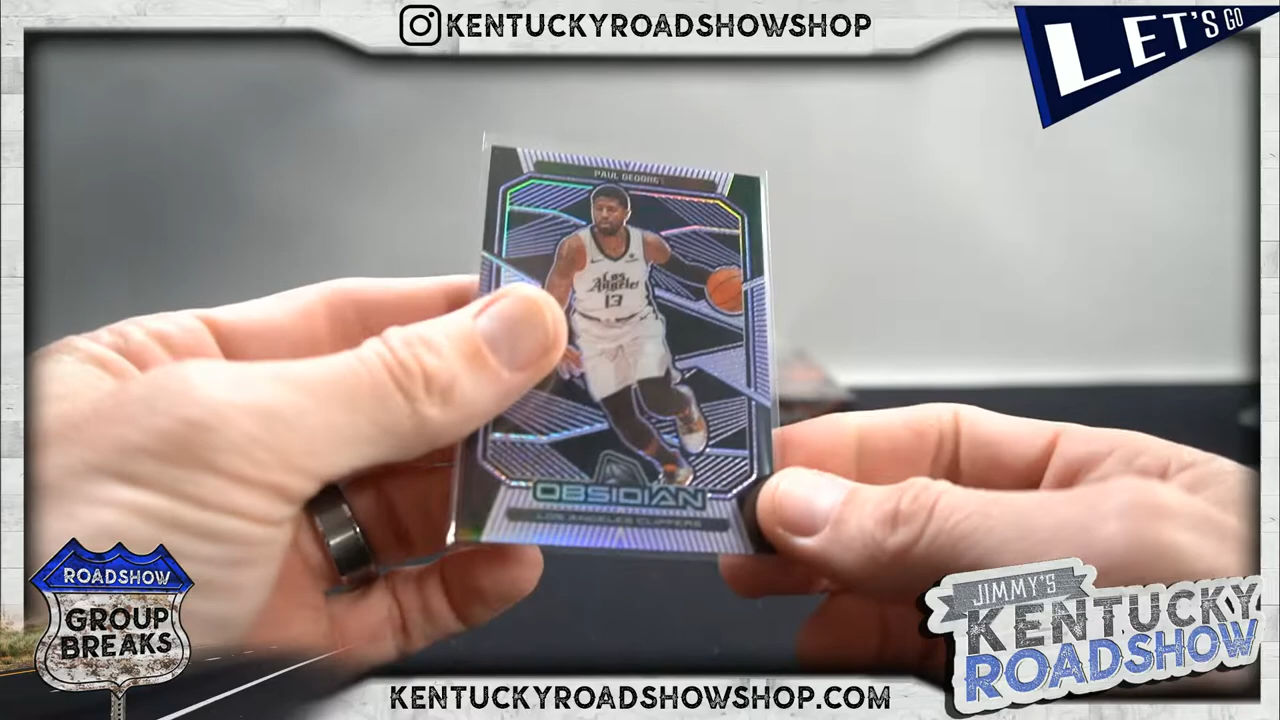 KENTUCKYROADSHOWSHOP
LET'S GO
PAUL GEORGE
Los
Angeles
13
OBSIDIAN
LOS ANGELES CLIPPERS
ROADSHOW
GROUP
BREAKS
JIMMY'S
KENTUCKY
ROADSHOW
KENTUCKYROADSHOWSHOP.COM